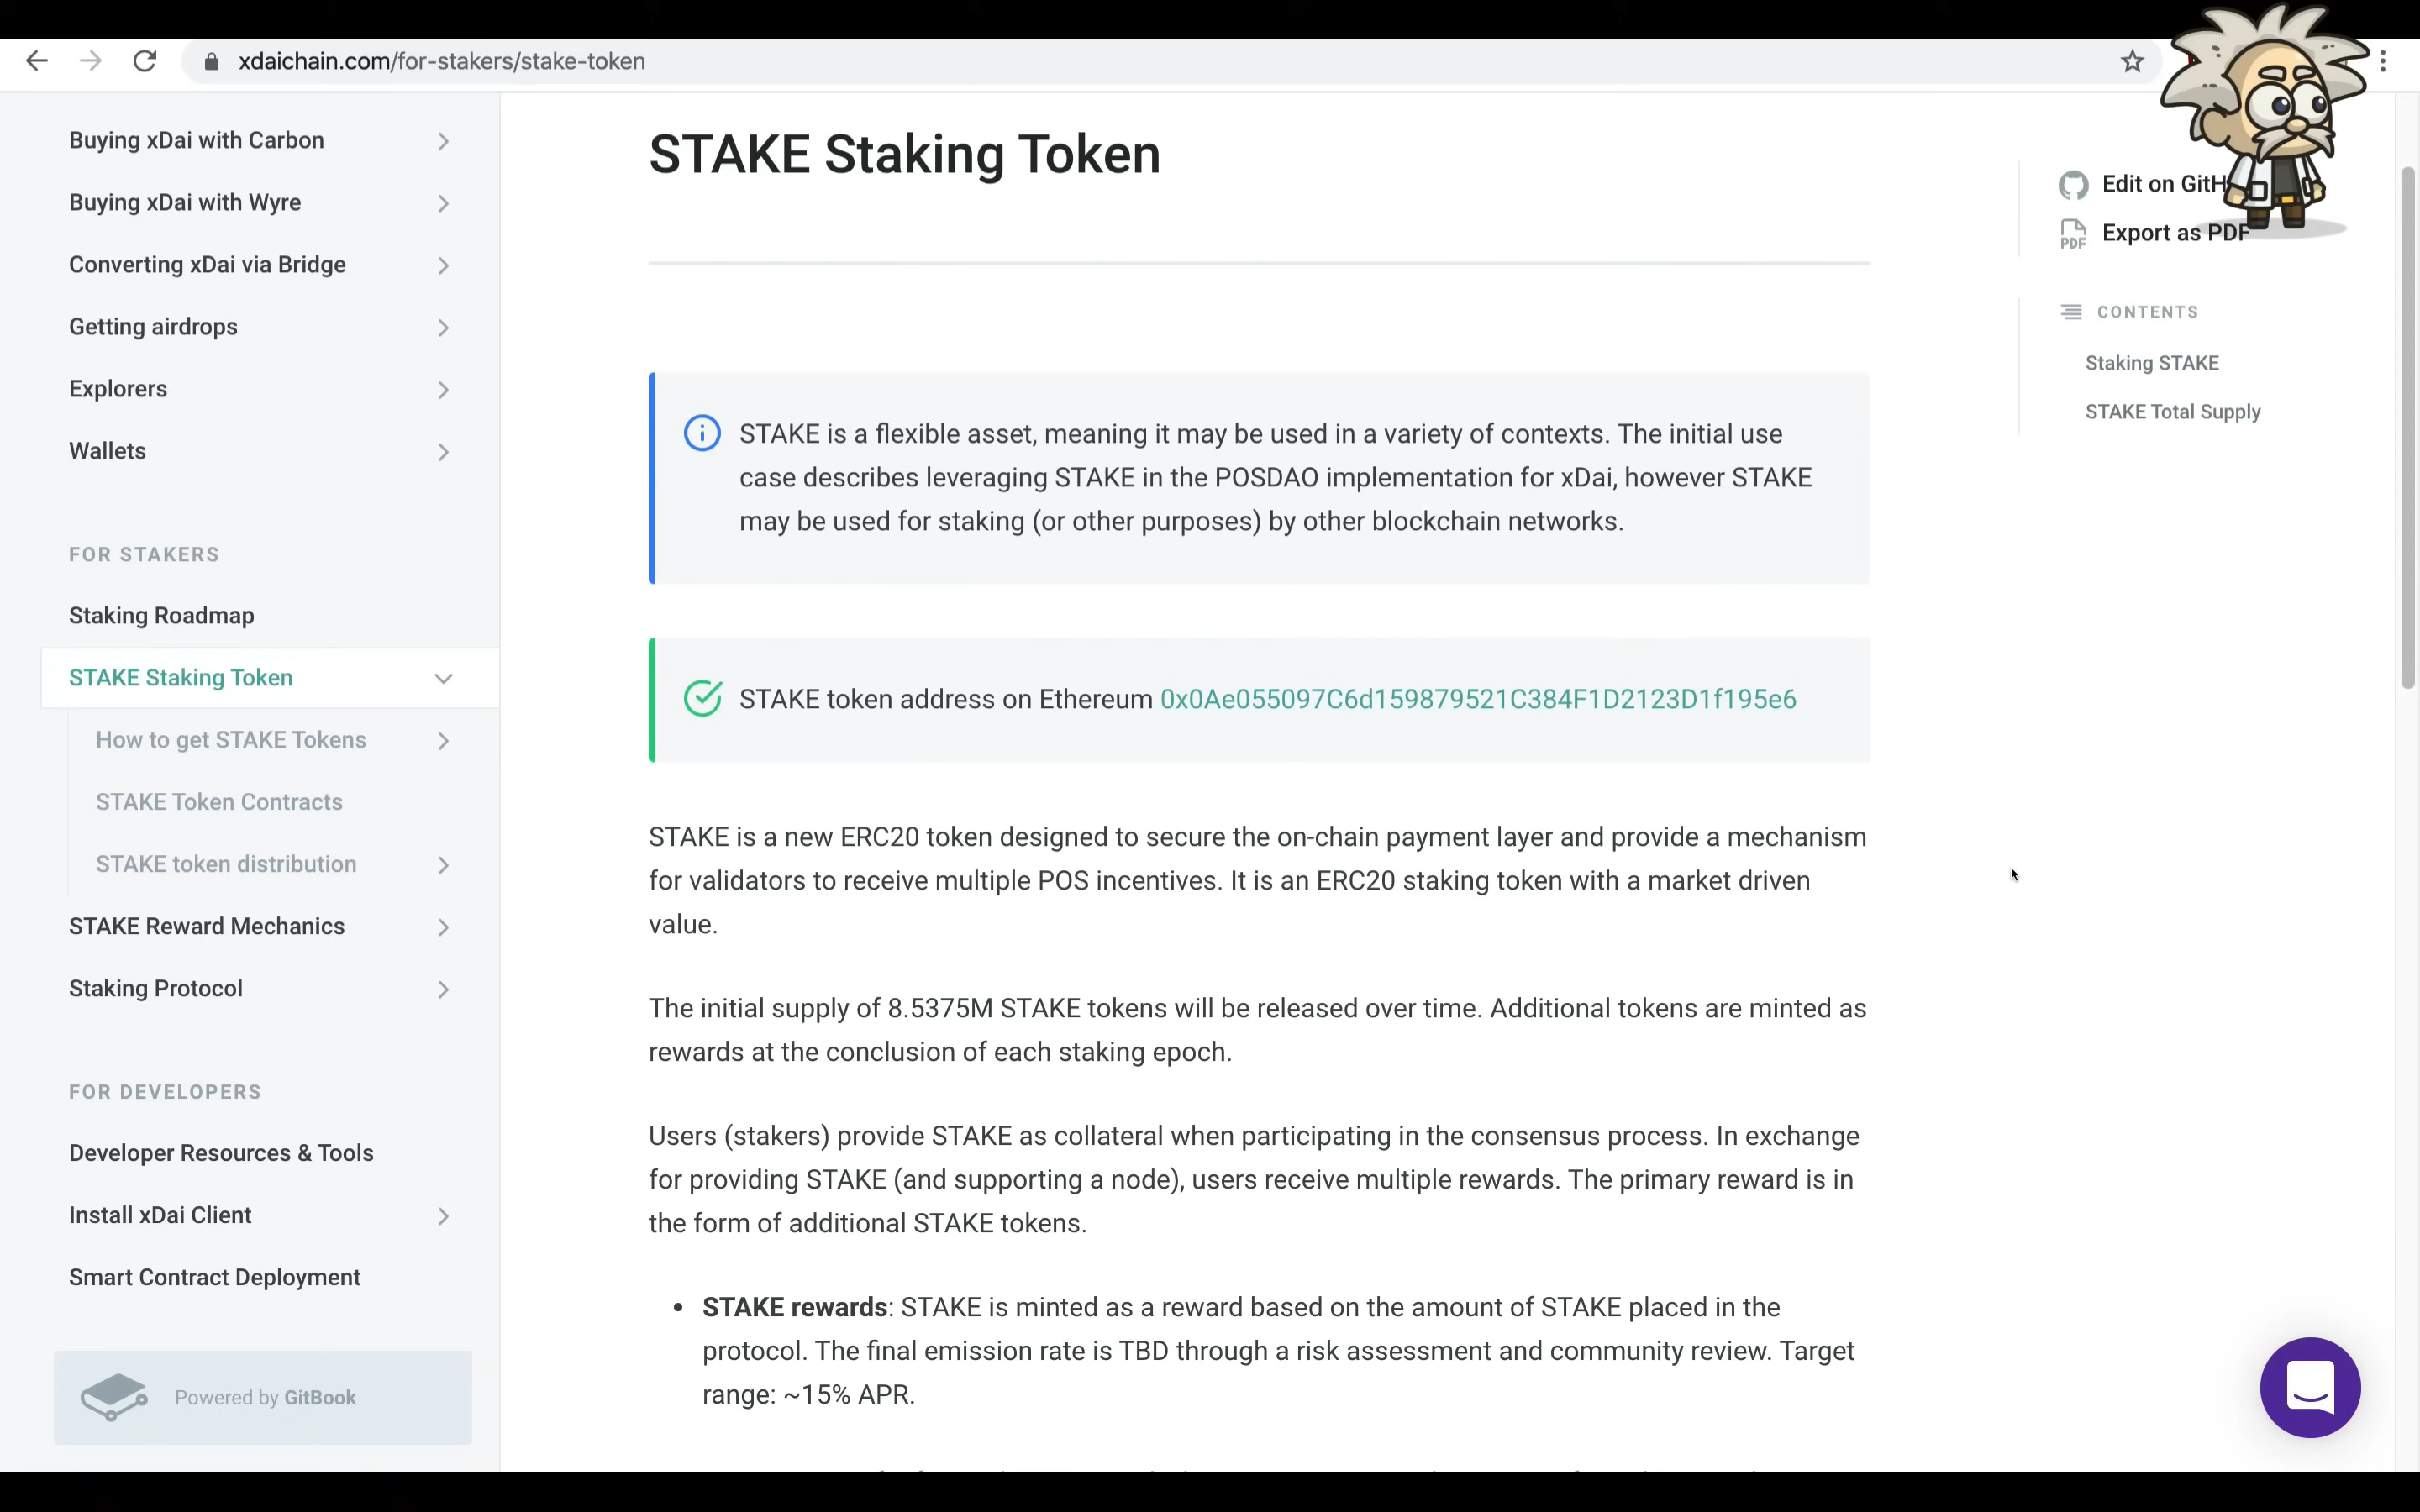 xdaichain.com/for-stakers/stake-token
Buying xDai with Carbon
Buying xDai with Wyre
Converting xDai via Bridge
Getting airdrops
Explorers
Wallets
FOR STAKERS
Staking Roadmap
STAKE Staking Token
How to get STAKE Tokens
STAKE Token Contracts
STAKE token distribution
STAKE Reward Mechanics
Staking Protocol
FOR DEVELOPERS
Developer Resources & Tools
Install xDai Client
Smart Contract Deployment
Powered by GitBook
STAKE Staking Token
STAKE is a flexible asset, meaning it may be used in a variety of contexts. The initial use
case describes leveraging STAKE in the POSDAO implementation for xDai, however STAKE
may be used for staking (or other purposes) by other blockchain networks.
STAKE token address on Ethereum 0x0Ae055097C6d159879521C384F1D2123D1f195e6
STAKE is a new ERC20 token designed to secure the on-chain payment layer and provide a mechanism
for validators to receive multiple POS incentives. It is an ERC20 staking token with a market driven
value.
The initial supply of 8.5375M STAKE tokens will be released over time. Additional tokens are minted as
rewards at the conclusion of each staking epoch.
Users (stakers) provide STAKE as collateral when participating in the consensus process. In exchange
for providing STAKE (and supporting a node), users receive multiple rewards. The primary reward is in
the form of additional STAKE tokens.
• STAKE rewards: STAKE is minted as a reward based on the amount of STAKE placed in the
protocol. The final emission rate is TBD through a risk assessment and community review. Target
range: ~15% APR.
Edit on GitH
PDF Export as PDF
CONTENTS
Staking STAKE
STAKE Total Supply